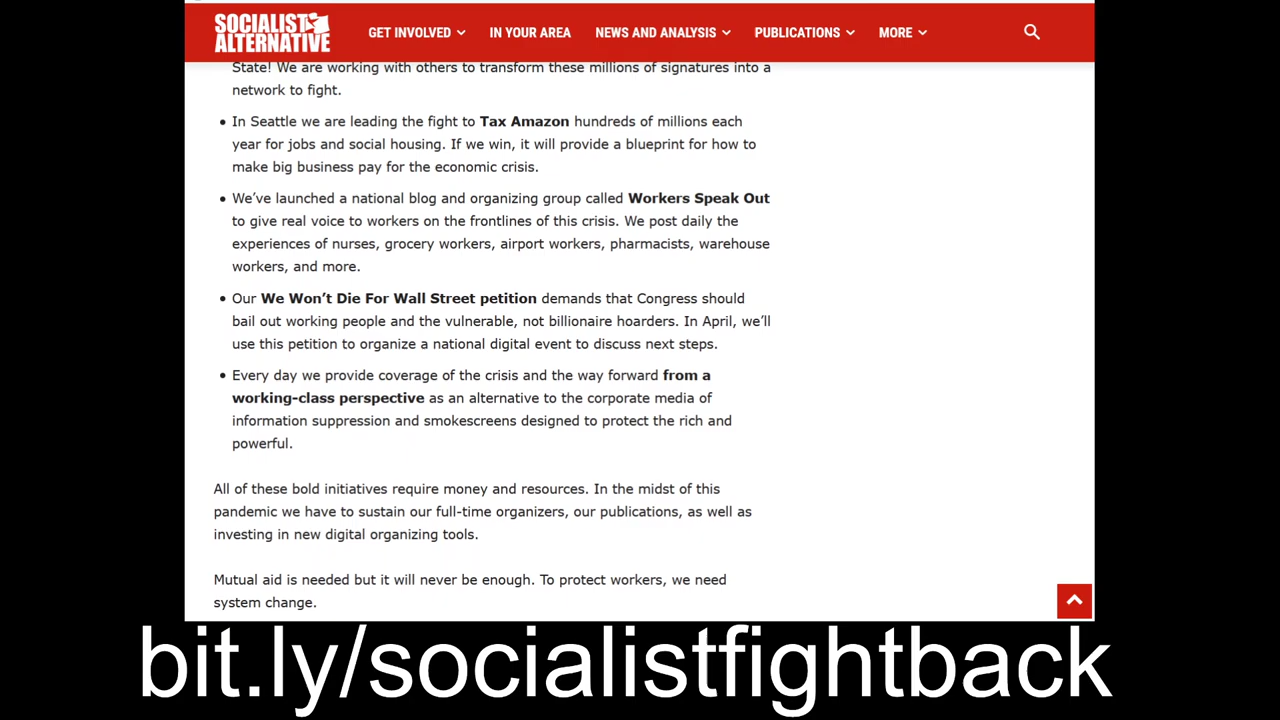 SOCIALIST
ALTERNATIVE
GET INVOLVED
IN YOUR AREA
NEWS AND ANALYSIS
PUBLICATIONS
MORE
State! We are working with others to transform these millions of signatures into a
network to fight.
• In Seattle we are leading the fight to Tax Amazon hundreds of millions each
year for jobs and social housing. If we win, it will provide a blueprint for how to
make big business pay for the economic crisis.
• We’ve launched a national blog and organizing group called Workers Speak Out
to give real voice to workers on the frontlines of this crisis. We post daily the
experiences of nurses, grocery workers, airport workers, pharmacists, warehouse
workers, and more.
• Our We Won’t Die For Wall Street petition demands that Congress should
bail out working people and the vulnerable, not billionaire hoarders. In April, we’ll
use this petition to organize a national digital event to discuss next steps.
• Every day we provide coverage of the crisis and the way forward from a
working-class perspective as an alternative to the corporate media of
information suppression and smokescreens designed to protect the rich and
powerful.
All of these bold initiatives require money and resources. In the midst of this
pandemic we have to sustain our full-time organizers, our publications, as well as
investing in new digital organizing tools.
Mutual aid is needed but it will never be enough. To protect workers, we need
system change.
bit.ly/socialistfightback